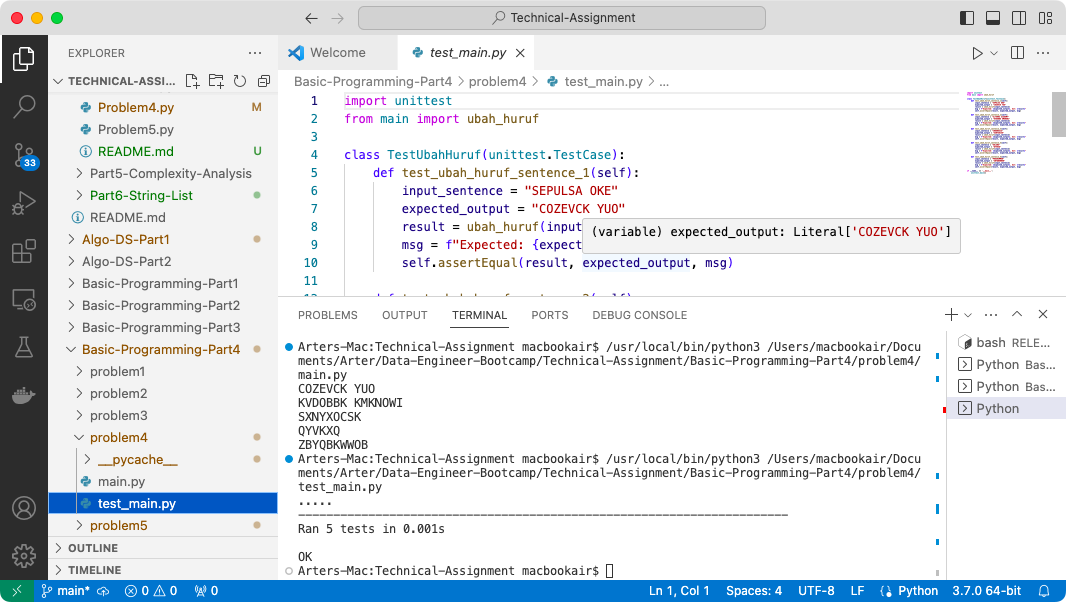 Technical-Assignment
EXPLORER
TECHNICAL-ASSI...
Problem4.py M
Problem5.py
README.md U
Part5-Complexity-Analysis
Part6-String-List
README.md
Algo-DS-Part1
Algo-DS-Part2
Basic-Programming-Part1
Basic-Programming-Part2
Basic-Programming-Part3
Basic-Programming-Part4
problem1
problem2
problem3
problem4
__pycache__
main.py
test_main.py
problem5
OUTLINE
TIMELINE
33
Welcome
test_main.py
Basic-Programming-Part4 > problem4 > test_main.py > ...
1 import unittest
2 from main import ubah_huruf
3
4 class TestUbahHuruf(unittest.TestCase):
5 def test_ubah_huruf_sentence_1(self):
6 input_sentence = "SEPULSA OKE"
7 expected_output = "COZEVCK YUO"
8 result = ubah_huruf(input
9 msg = f"Expected: {expect
(variable) expected_output: Literal['COZEVCK YUO']
10 self.assertEqual(result, expected_output, msg)
11
PROBLEMS OUTPUT TERMINAL PORTS DEBUG CONSOLE
Arters-Mac:Technical-Assignment macbookair$ /usr/local/bin/python3 /Users/macbookair/Docu
ments/Arter/Data-Engineer-Bootcamp/Technical-Assignment/Basic-Programming-Part4/problem4/
main.py
COZEVCK YUO
KVDOBBK KMKNOWI
SXNYXOCSK
QYVKXQ
ZBYQBKWWOB
Arters-Mac:Technical-Assignment macbookair$ /usr/local/bin/python3 /Users/macbookair/Docu
ments/Arter/Data-Engineer-Bootcamp/Technical-Assignment/Basic-Programming-Part4/problem4/
test_main.py
.....
----------------------------------------------------------------------
Ran 5 tests in 0.001s
OK
Arters-Mac:Technical-Assignment macbookair$
bash RELE...
Python Bas...
Python Bas...
Python
main* 0 0 0
Ln 1, Col 1 Spaces: 4 UTF-8 LF Python 3.7.0 64-bit